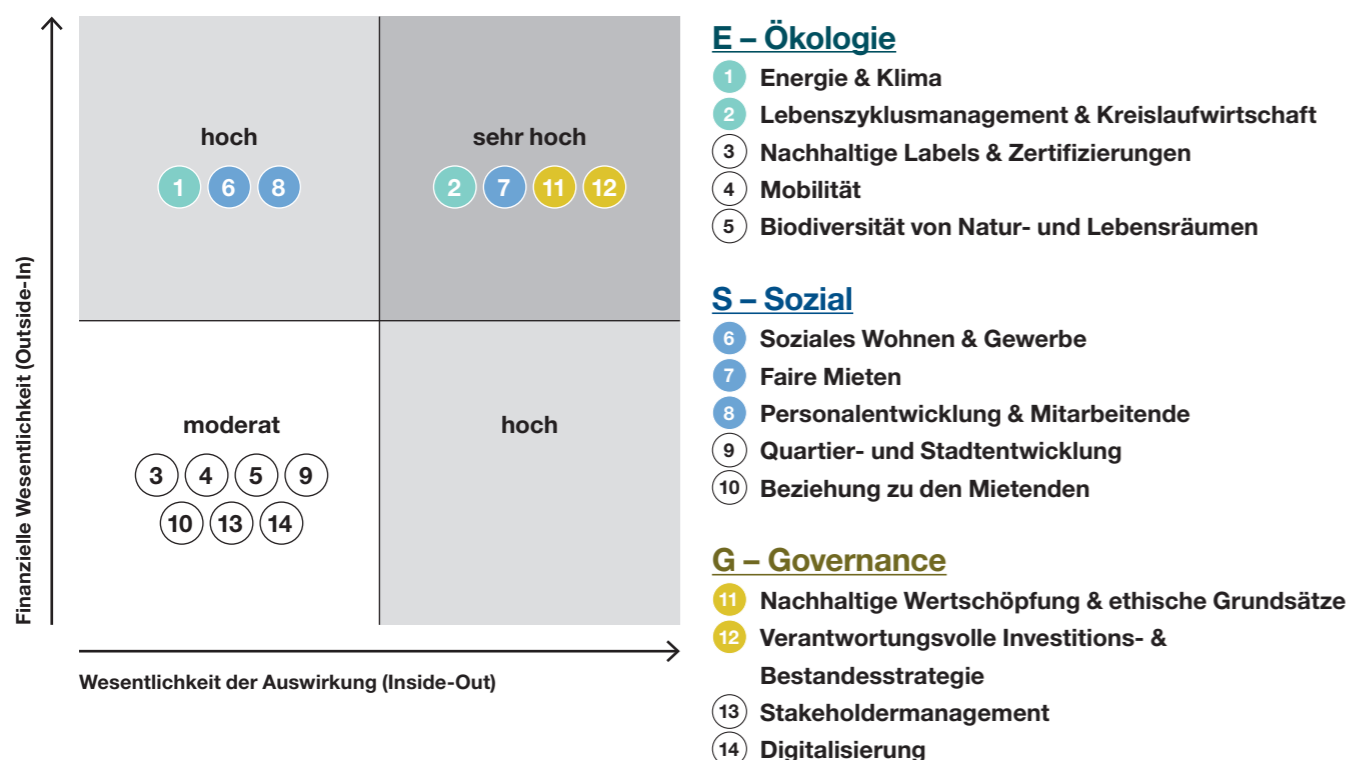 Finanzielle Wesentlichkeit (Outside-In)
hoch
1 6 8
sehr hoch
2 7 11 12
moderat
3 4 5 9
10 13 14
hoch
Wesentlichkeit der Auswirkung (Inside-Out)
E – Ökologie
1 Energie & Klima
2 Lebenszyklusmanagement & Kreislaufwirtschaft
3 Nachhaltige Labels & Zertifizierungen
4 Mobilität
5 Biodiversität von Natur- und Lebensräumen
S – Sozial
6 Soziales Wohnen & Gewerbe
7 Faire Mieten
8 Personalentwicklung & Mitarbeitende
9 Quartier- und Stadtentwicklung
10 Beziehung zu den Mietenden
G – Governance
11 Nachhaltige Wertschöpfung & ethische Grundsätze
12 Verantwortungsvolle Investitions- &
Bestandesstrategie
13 Stakeholdermanagement
14 Digitalisierung